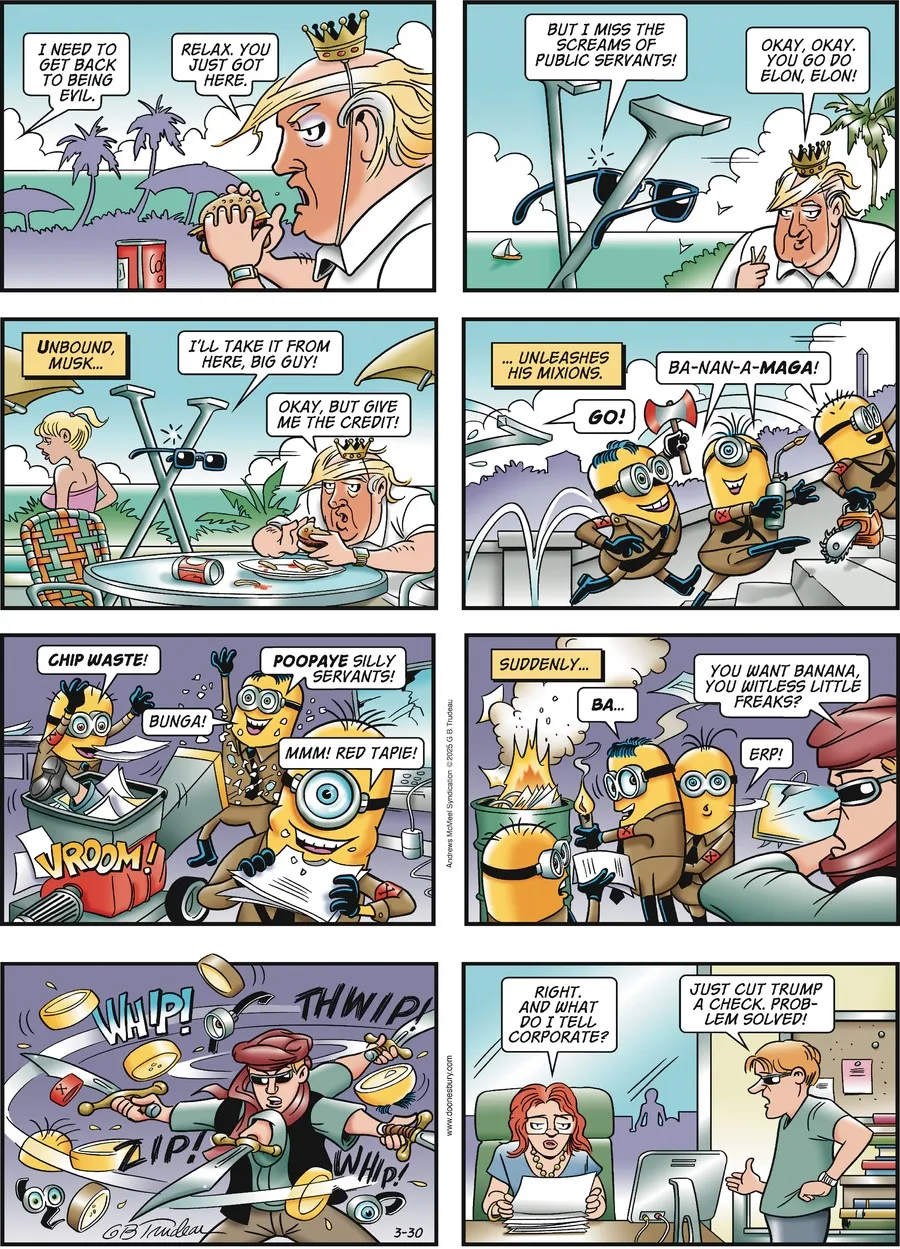 I NEED TO
GET BACK
TO BEING
EVIL.
RELAX. YOU
JUST GOT
HERE.
BUT I MISS THE
SCREAMS OF
PUBLIC SERVANTS!
OKAY, OKAY.
YOU GO DO
ELON, ELON!
UNBOUND,
MUSK...
I'LL TAKE IT FROM
HERE, BIG GUY!
OKAY, BUT GIVE
ME THE CREDIT!
... UNLEASHES
HIS MIXIONS.
GO!
BA-NAN-A-MAGA!
CHIP WASTE!
BUNGA!
POOPAYE SILLY
SERVANTS!
MMM! RED TAPIE!
VROOM!
Andrews McMeel Syndication © 2025 G.B. Trudeau
SUDDENLY...
BA...
YOU WANT BANANA,
YOU WITLESS LITTLE
FREAKS?
ERP!
WHIP!
THWIP!
ZIP!
WHIP!
GB Trudeau
3-30
www.doonesbury.com
RIGHT.
AND WHAT
DO I TELL
CORPORATE?
JUST CUT TRUMP
A CHECK. PROB-
LEM SOLVED!